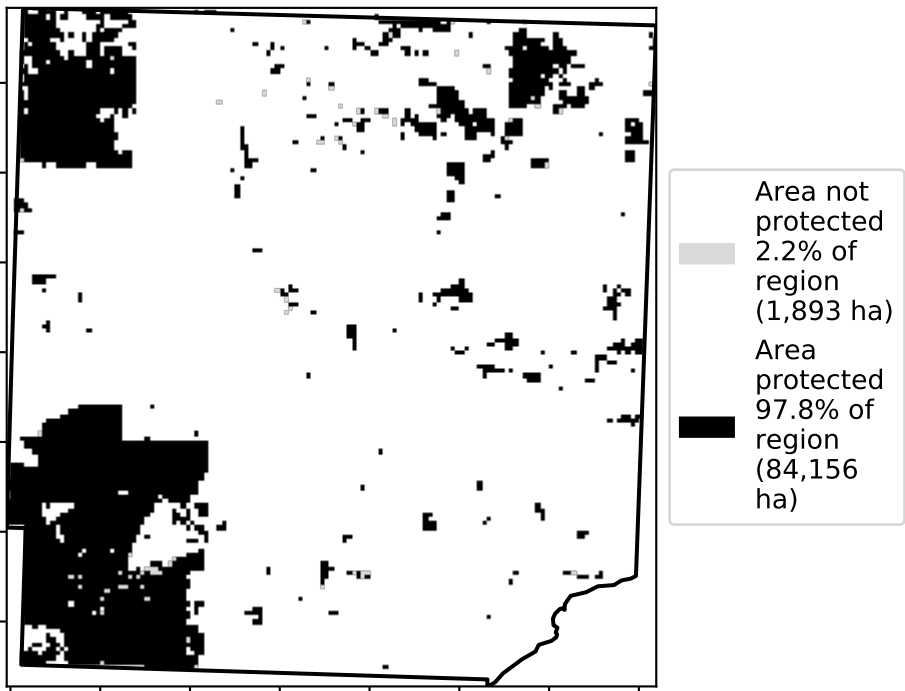 Area not
protected
2.2% of
region
(1,893 ha)
Area
protected
97.8% of
region
(84,156
ha)